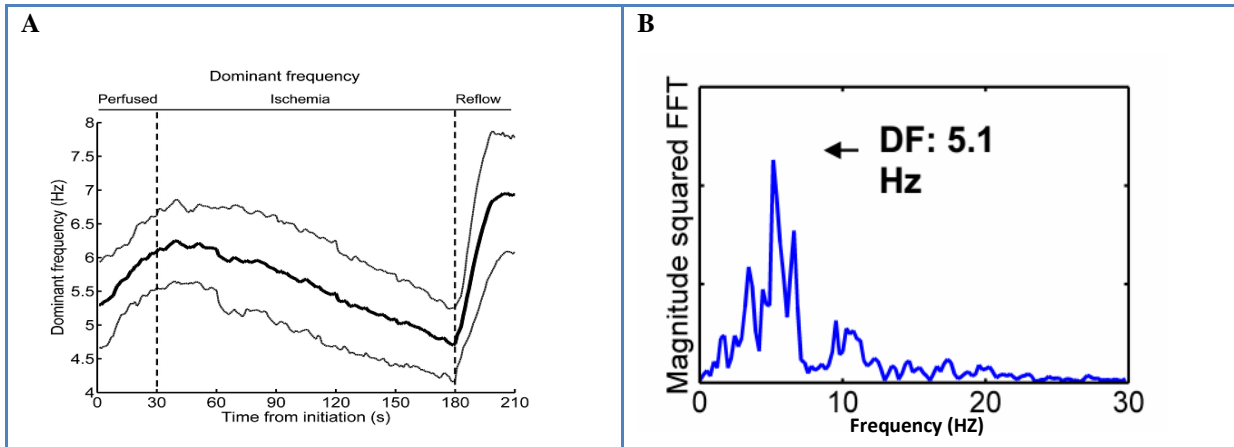 A
Dominant frequency
Perfused Ischemia Reflow
Dominant frequency (Hz)
8
7.5
7
6.5
6
5.5
5
4.5
4
0 30 60 90 120 150 180 210
Time from initiation (s)
B
Magnitude squared FFT
DF: 5.1
Hz
0 10 20 30
Frequency (HZ)